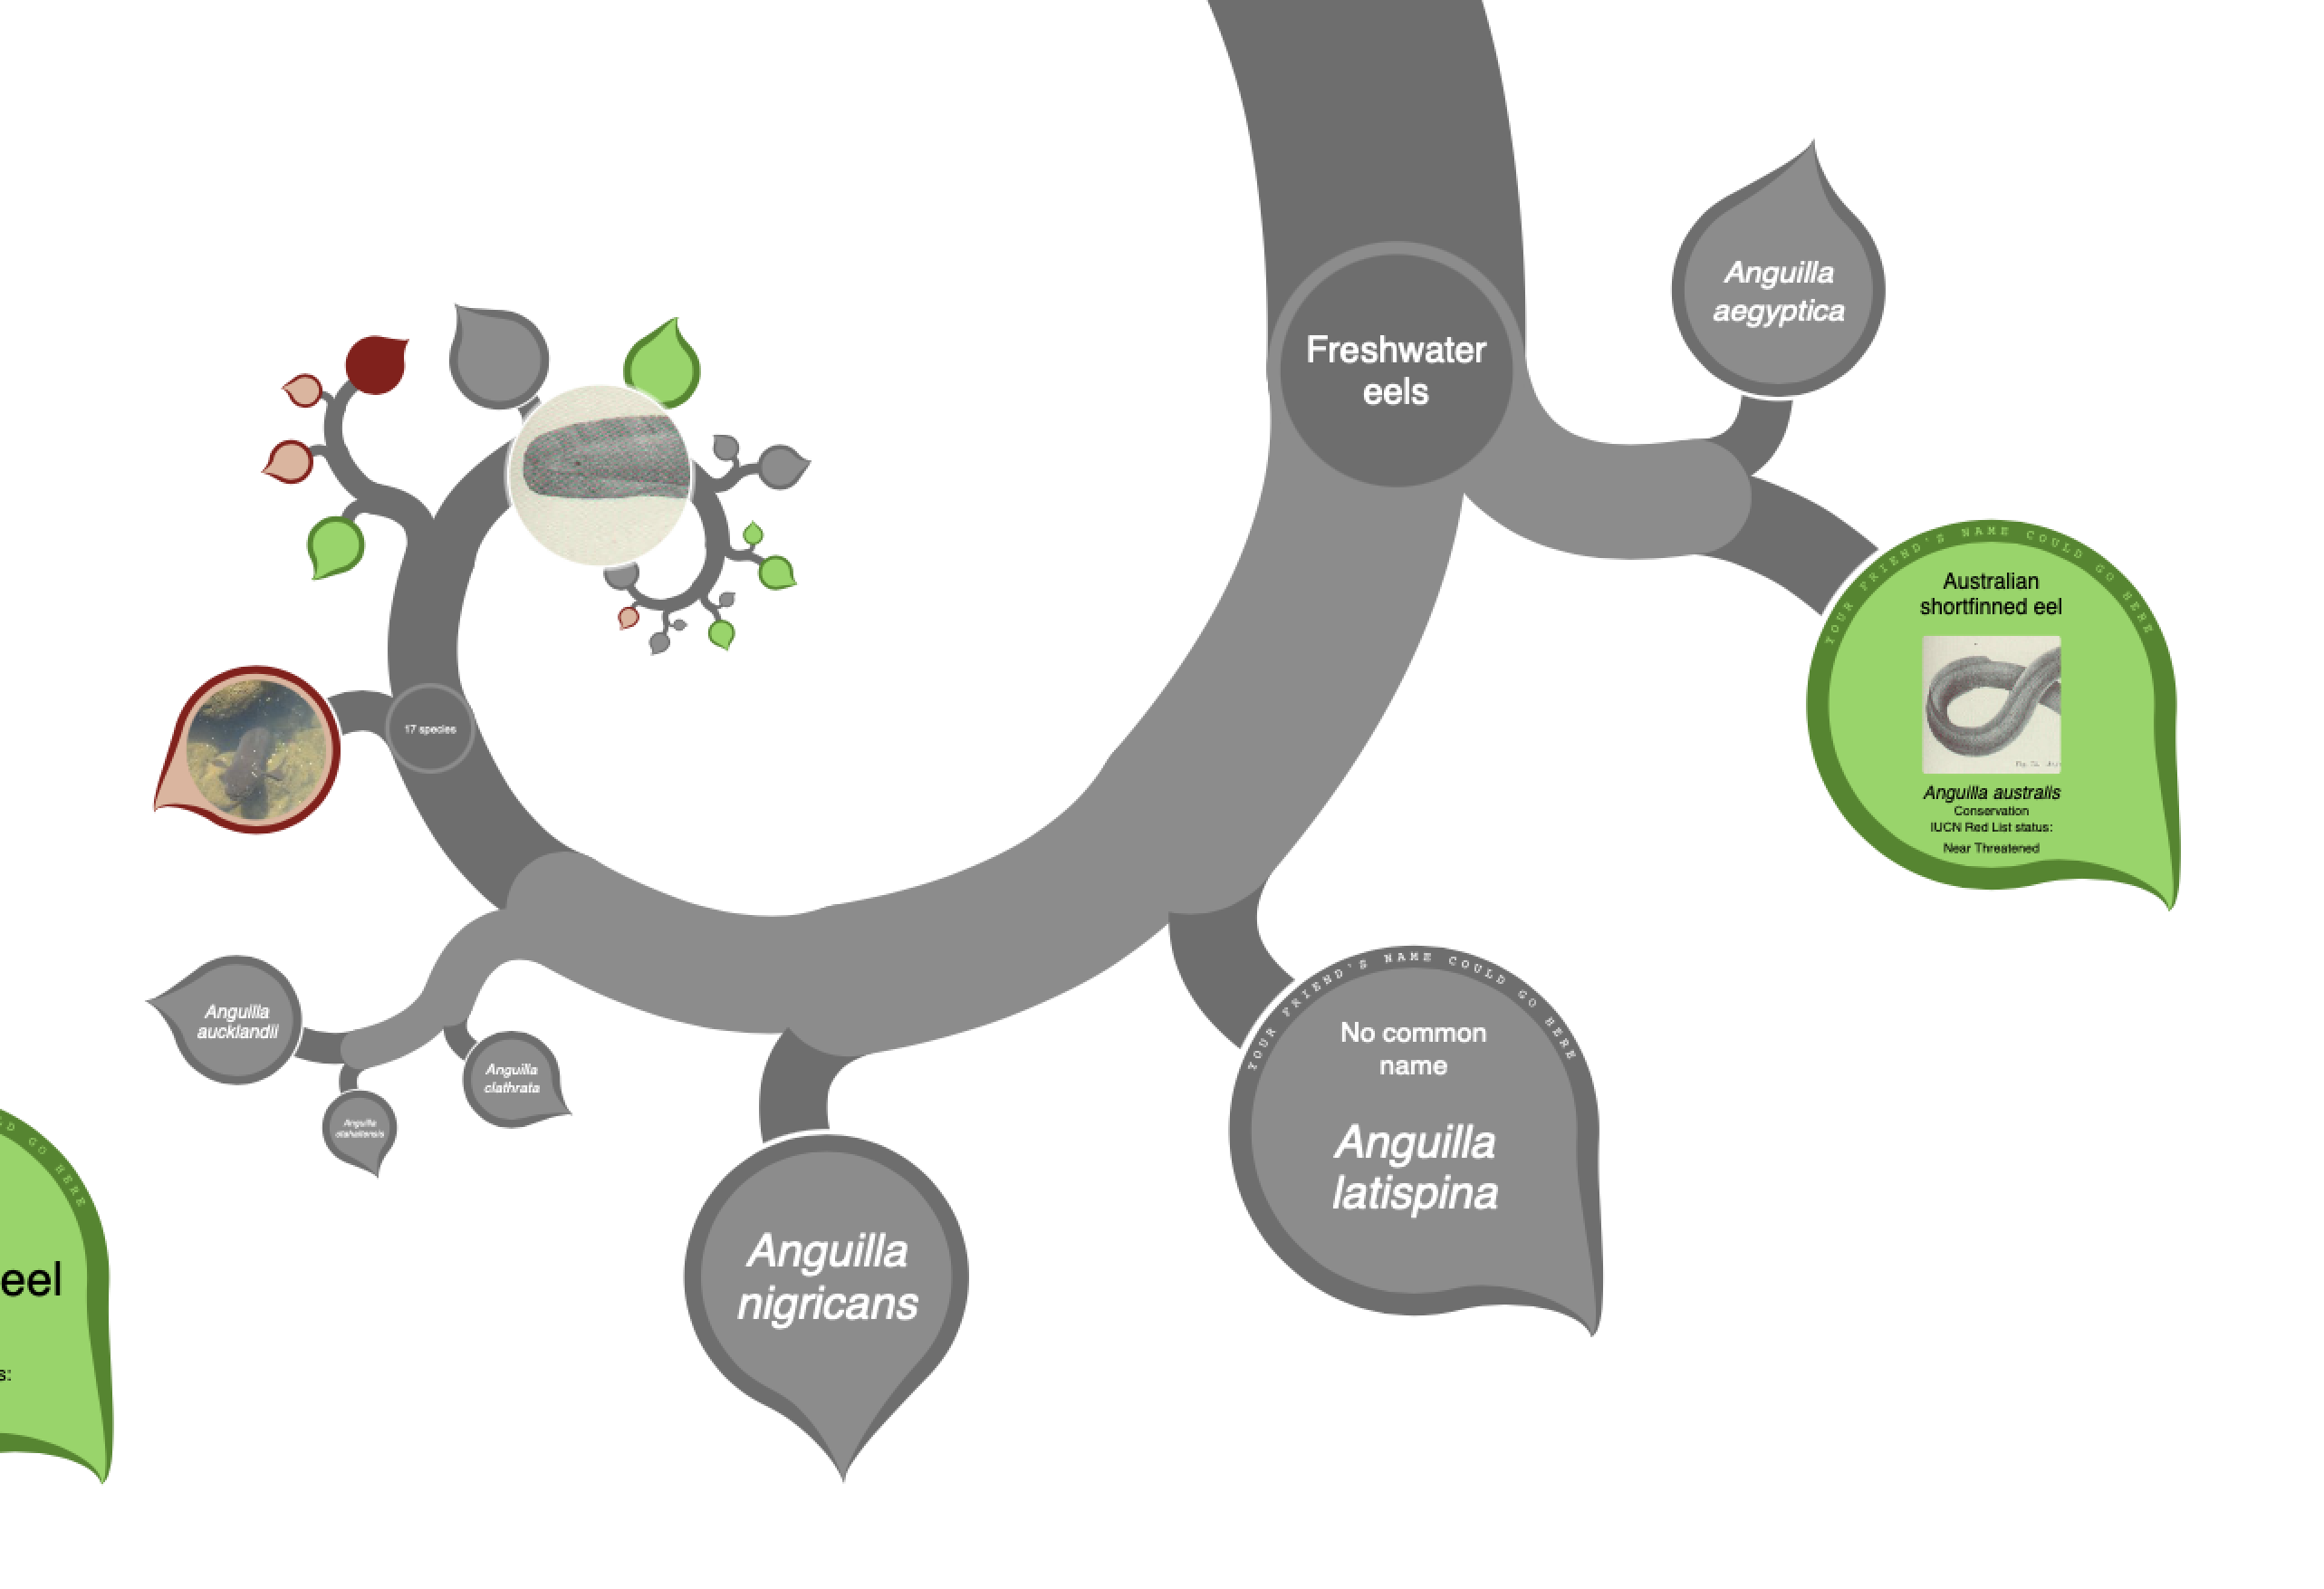 Freshwater
eels
Anguilla
aegyptica
YOUR FRIEND'S NAME COULD GO HERE
Australian
shortfinned eel
Anguilla australis
Conservation
IUCN Red List status:
Near Threatened
17 species
YOUR FRIEND'S NAME COULD GO HERE
No common
name
Anguilla
latispina
Anguilla
aucklandii
Anguilla
clathrata
Anguilla
Anguilla
nigricans
GO HERE
eel
s: